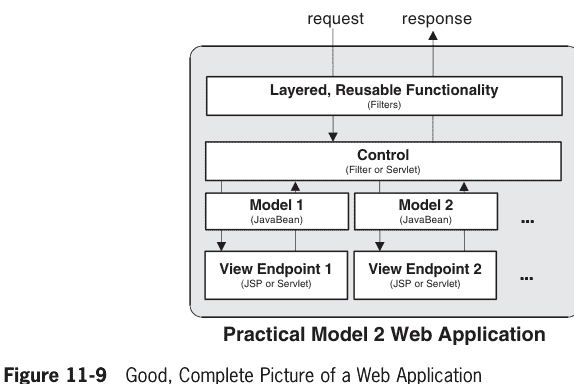 request response
Layered, Reusable Functionality
(Filters)
Control
(Filter or Servlet)
Model 1 Model 2
(JavaBean) (JavaBean) ...
View Endpoint 1 View Endpoint 2
(JSP or Servlet) (JSP or Servlet) ...
Practical Model 2 Web Application
Figure 11-9 Good, Complete Picture of a Web Application